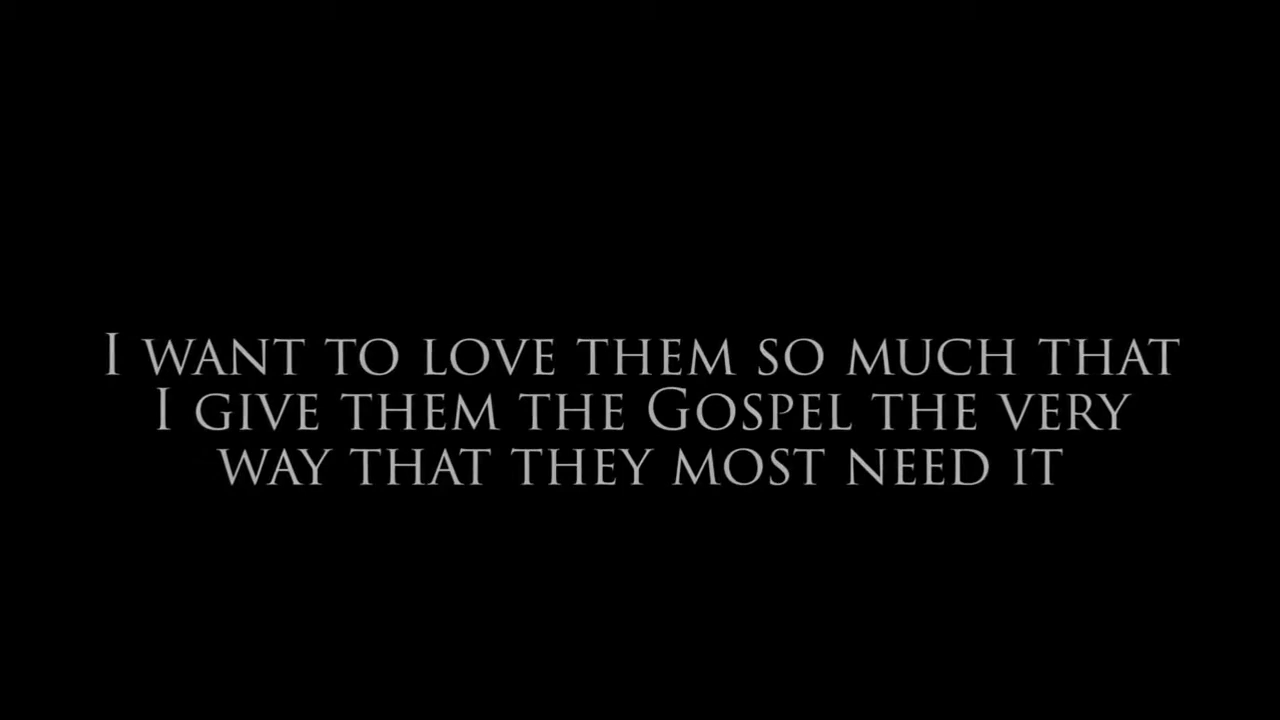 I WANT TO LOVE THEM SO MUCH THAT
I GIVE THEM THE GOSPEL THE VERY
WAY THAT THEY MOST NEED IT